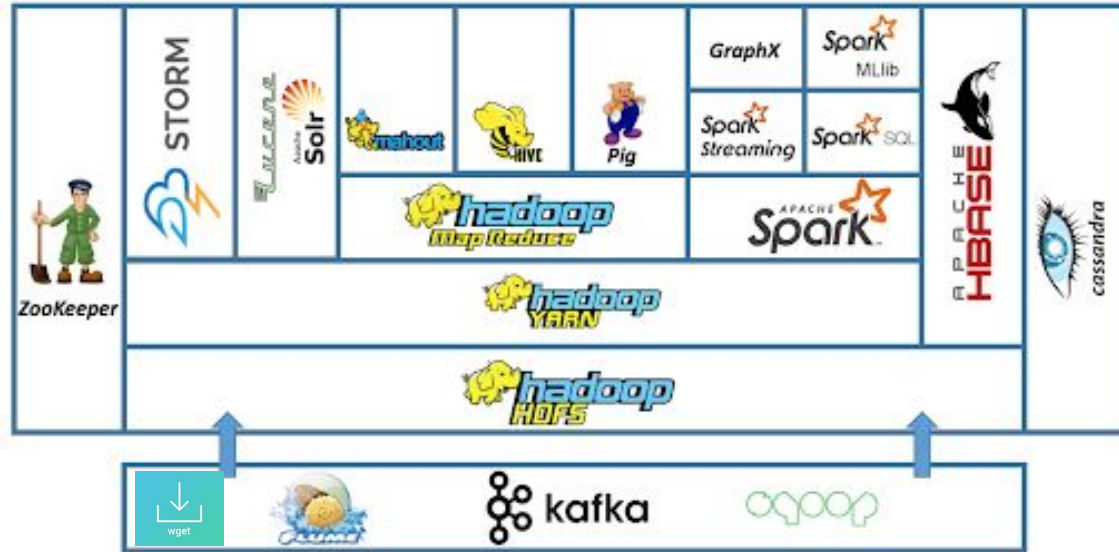 ZooKeeper
STORM
Lucene
Apache
Solr
mahout
HIVE
Pig
GraphX
Spark
MLlib
Spark
Streaming
Spark SQL
hadoop
Map Reduce
APACHE
Spark
TM
hadoop
YARN
hadoop
HDFS
APACHE
HBASE
cassandra
wget
FLUME
kafka
sqoop